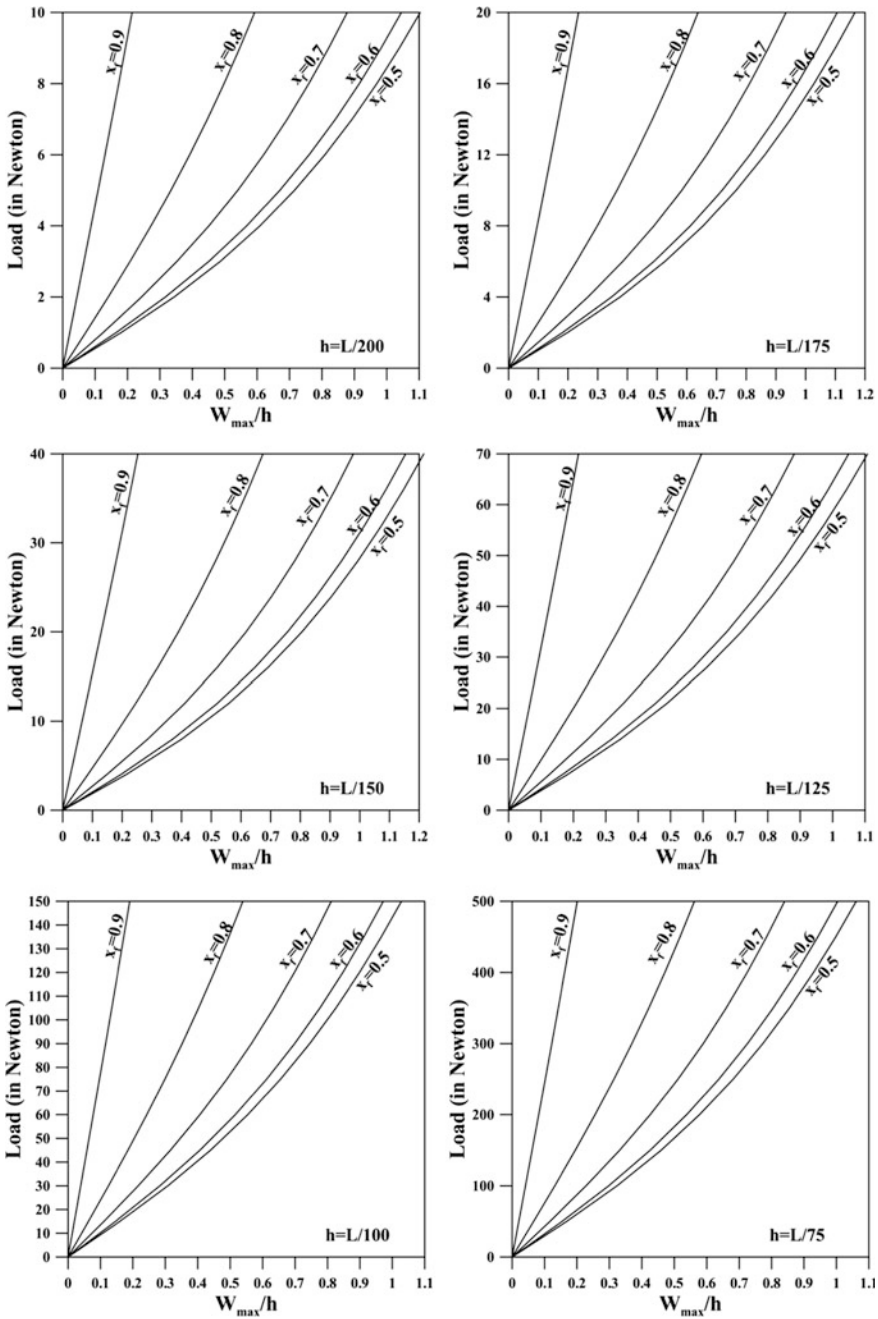 10
8
6
4
2
0
Load (in Newton)
x_f=0.9
x_f=0.8
x_f=0.7
x_f=0.6
x_f=0.5
h=L/200
0 0.1 0.2 0.3 0.4 0.5 0.6 0.7 0.8 0.9 1 1.1
W_max/h
20
16
12
8
4
0
Load (in Newton)
x_f=0.9
x_f=0.8
x_f=0.7
x_f=0.6
x_f=0.5
h=L/175
0 0.1 0.2 0.3 0.4 0.5 0.6 0.7 0.8 0.9 1 1.1 1.2
W_max/h
40
30
20
10
0
Load (in Newton)
x_f=0.9
x_f=0.8
x_f=0.7
x_f=0.6
x_f=0.5
h=L/150
0 0.1 0.2 0.3 0.4 0.5 0.6 0.7 0.8 0.9 1 1.1 1.2
W_max/h
70
60
50
40
30
20
10
0
Load (in Newton)
x_f=0.9
x_f=0.8
x_f=0.7
x_f=0.6
x_f=0.5
h=L/125
0 0.1 0.2 0.3 0.4 0.5 0.6 0.7 0.8 0.9 1 1.1
W_max/h
150
140
130
120
110
100
90
80
70
60
50
40
30
20
10
0
Load (in Newton)
x_f=0.9
x_f=0.8
x_f=0.7
x_f=0.6
x_f=0.5
h=L/100
0 0.1 0.2 0.3 0.4 0.5 0.6 0.7 0.8 0.9 1 1.1
W_max/h
500
400
300
200
100
0
Load (in Newton)
x_f=0.9
x_f=0.8
x_f=0.7
x_f=0.6
x_f=0.5
h=L/75
0 0.1 0.2 0.3 0.4 0.5 0.6 0.7 0.8 0.9 1 1.1
W_max/h